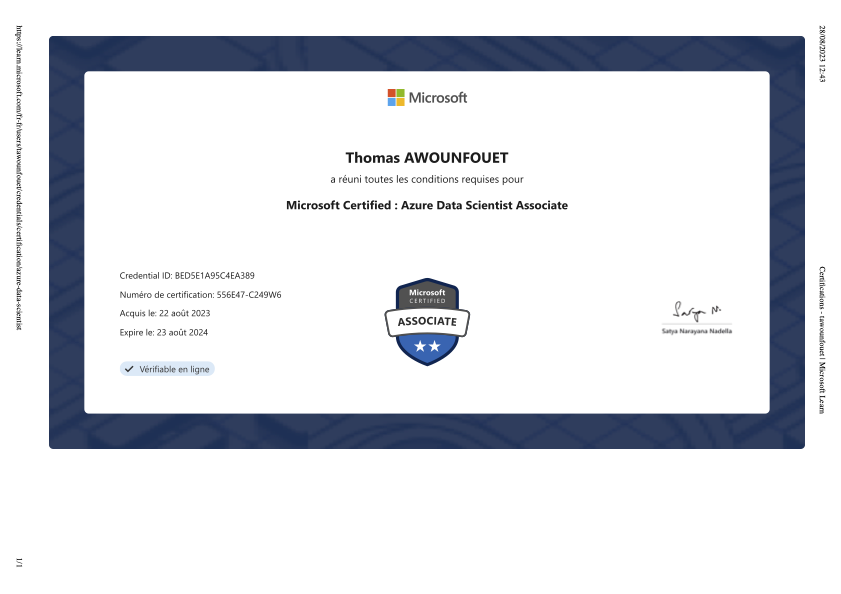 28/08/2023 12:43
Certifications - tawounfouet | Microsoft Learn
Microsoft
Thomas AWOUNFOUET
a réuni toutes les conditions requises pour
Microsoft Certified : Azure Data Scientist Associate
Credential ID: BED5E1A95C4EA389
Numéro de certification: 556E47-C249W6
Acquis le: 22 août 2023
Expire le: 23 août 2024
Vérifiable en ligne
Microsoft
CERTIFIED
ASSOCIATE
Satya N.
Satya Narayana Nadella
https://learn.microsoft.com/fr-fr/users/tawounfouet/credentials/certification/azure-data-scientist
1/1